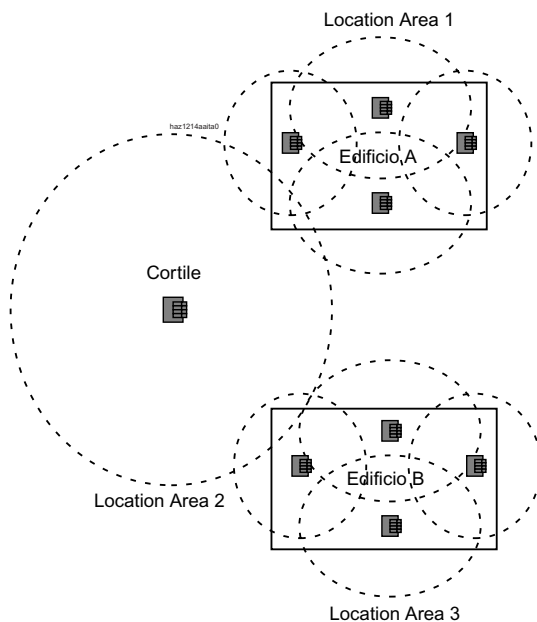 Location Area 1
haz1214aaita0
Edificio A
Cortile
Location Area 2
Edificio B
Location Area 3